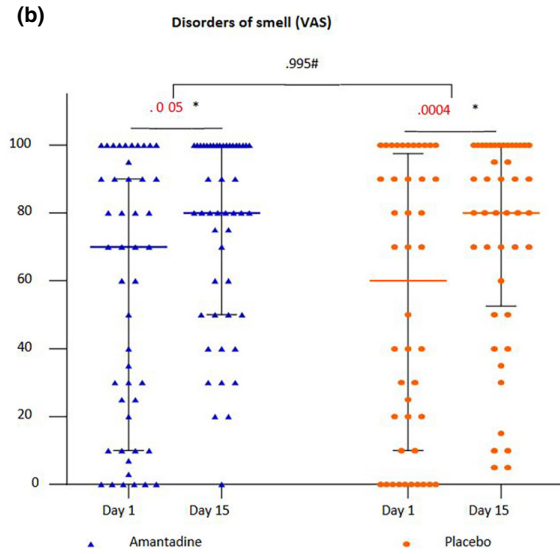 (b)
Disorders of smell (VAS)
.995#
. 0 05 *
.0004 *
100
80
60
40
20
0
Day 1 Day 15 Day 1 Day 15
Amantadine Placebo